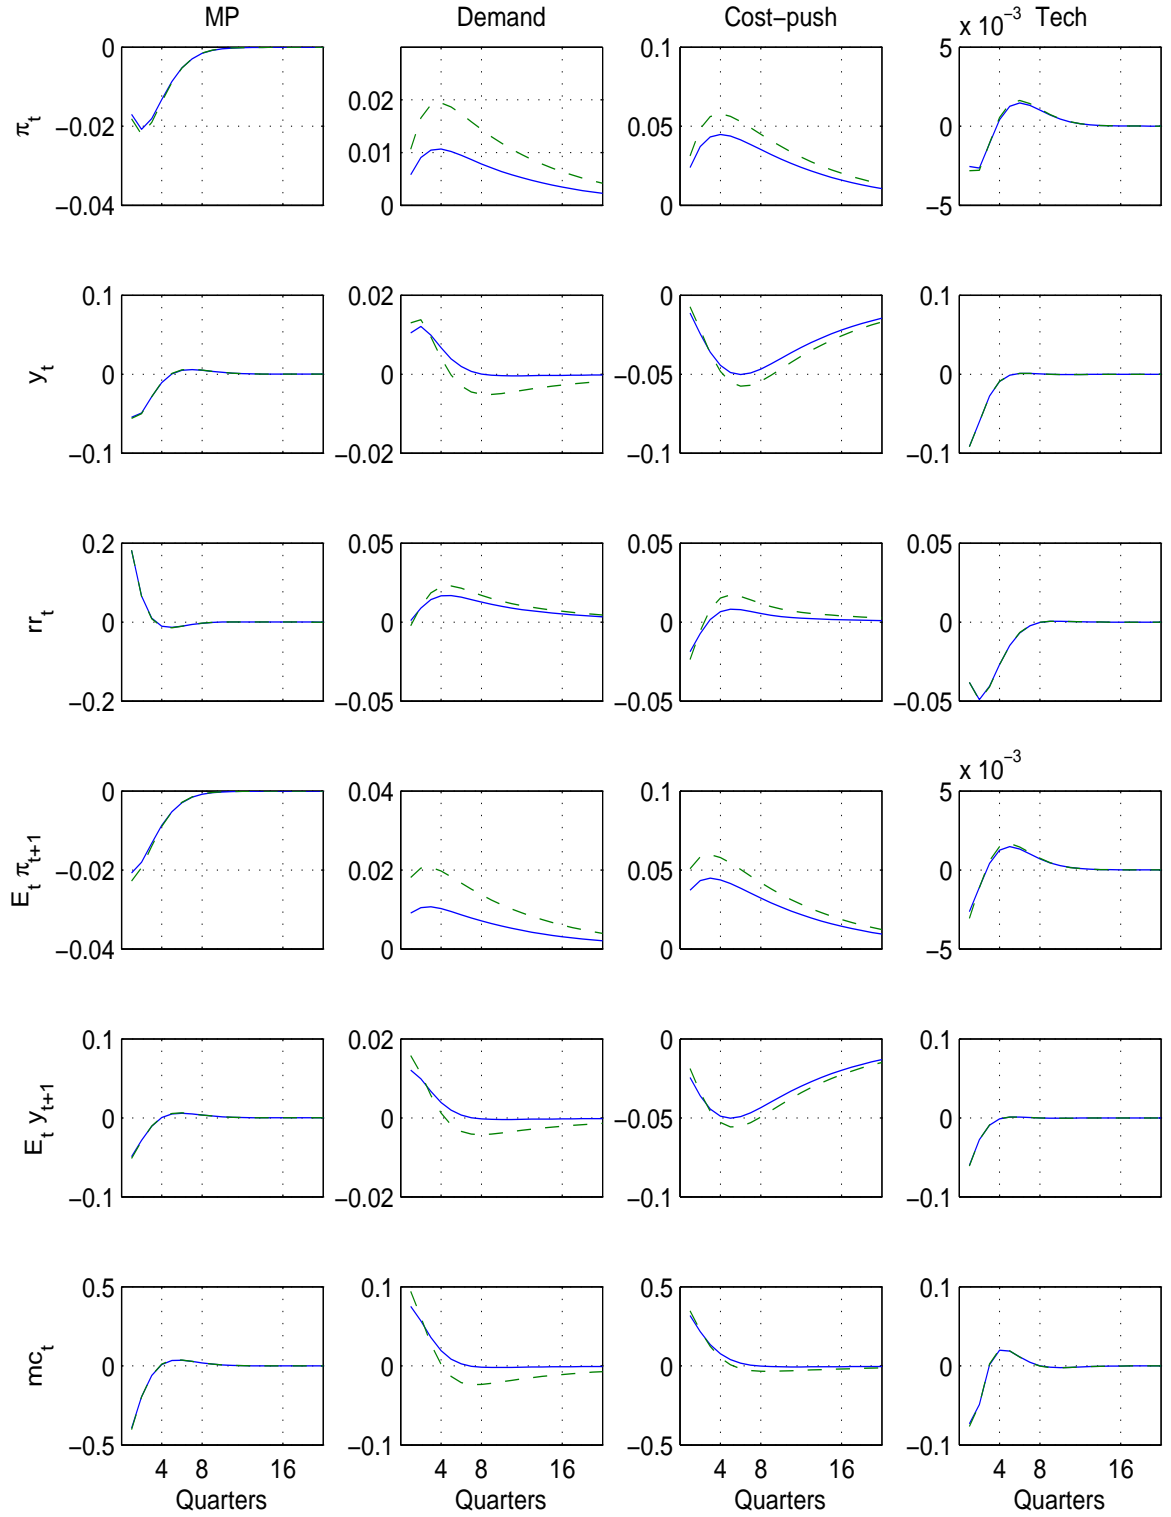 MP Demand Cost−push x 10^−3 Tech
π_t
0 −0.02 −0.04
0.02 0.01 0
0.1 0.05 0
5 0 −5
y_t
0.1 0 −0.1
0.02 0 −0.02
0 −0.05 −0.1
0.1 0 −0.1
rr_t
0.2 0 −0.2
0.05 0 −0.05
0.05 0 −0.05
0.05 0 −0.05
x 10^−3
E_t π_{t+1}
0 −0.02 −0.04
0.04 0.02 0
0.1 0.05 0
5 0 −5
E_t y_{t+1}
0.1 0 −0.1
0.02 0 −0.02
0 −0.05 −0.1
0.1 0 −0.1
mc_t
0.5 0 −0.5
0.1 0 −0.1
0.5 0 −0.5
0.1 0 −0.1
4 8 16 4 8 16 4 8 16 4 8 16
Quarters Quarters Quarters Quarters